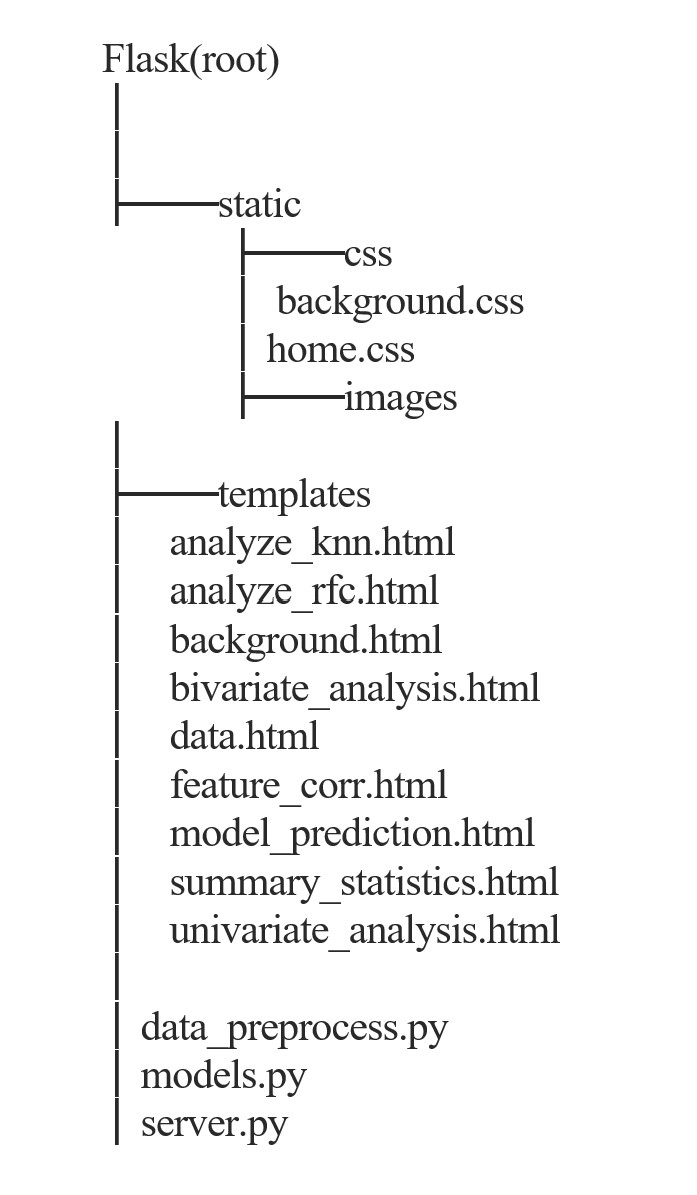 Flask(root)
static
css
background.css
home.css
images
templates
analyze_knn.html
analyze_rfc.html
background.html
bivariate_analysis.html
data.html
feature_corr.html
model_prediction.html
summary_statistics.html
univariate_analysis.html
data_preprocess.py
models.py
server.py